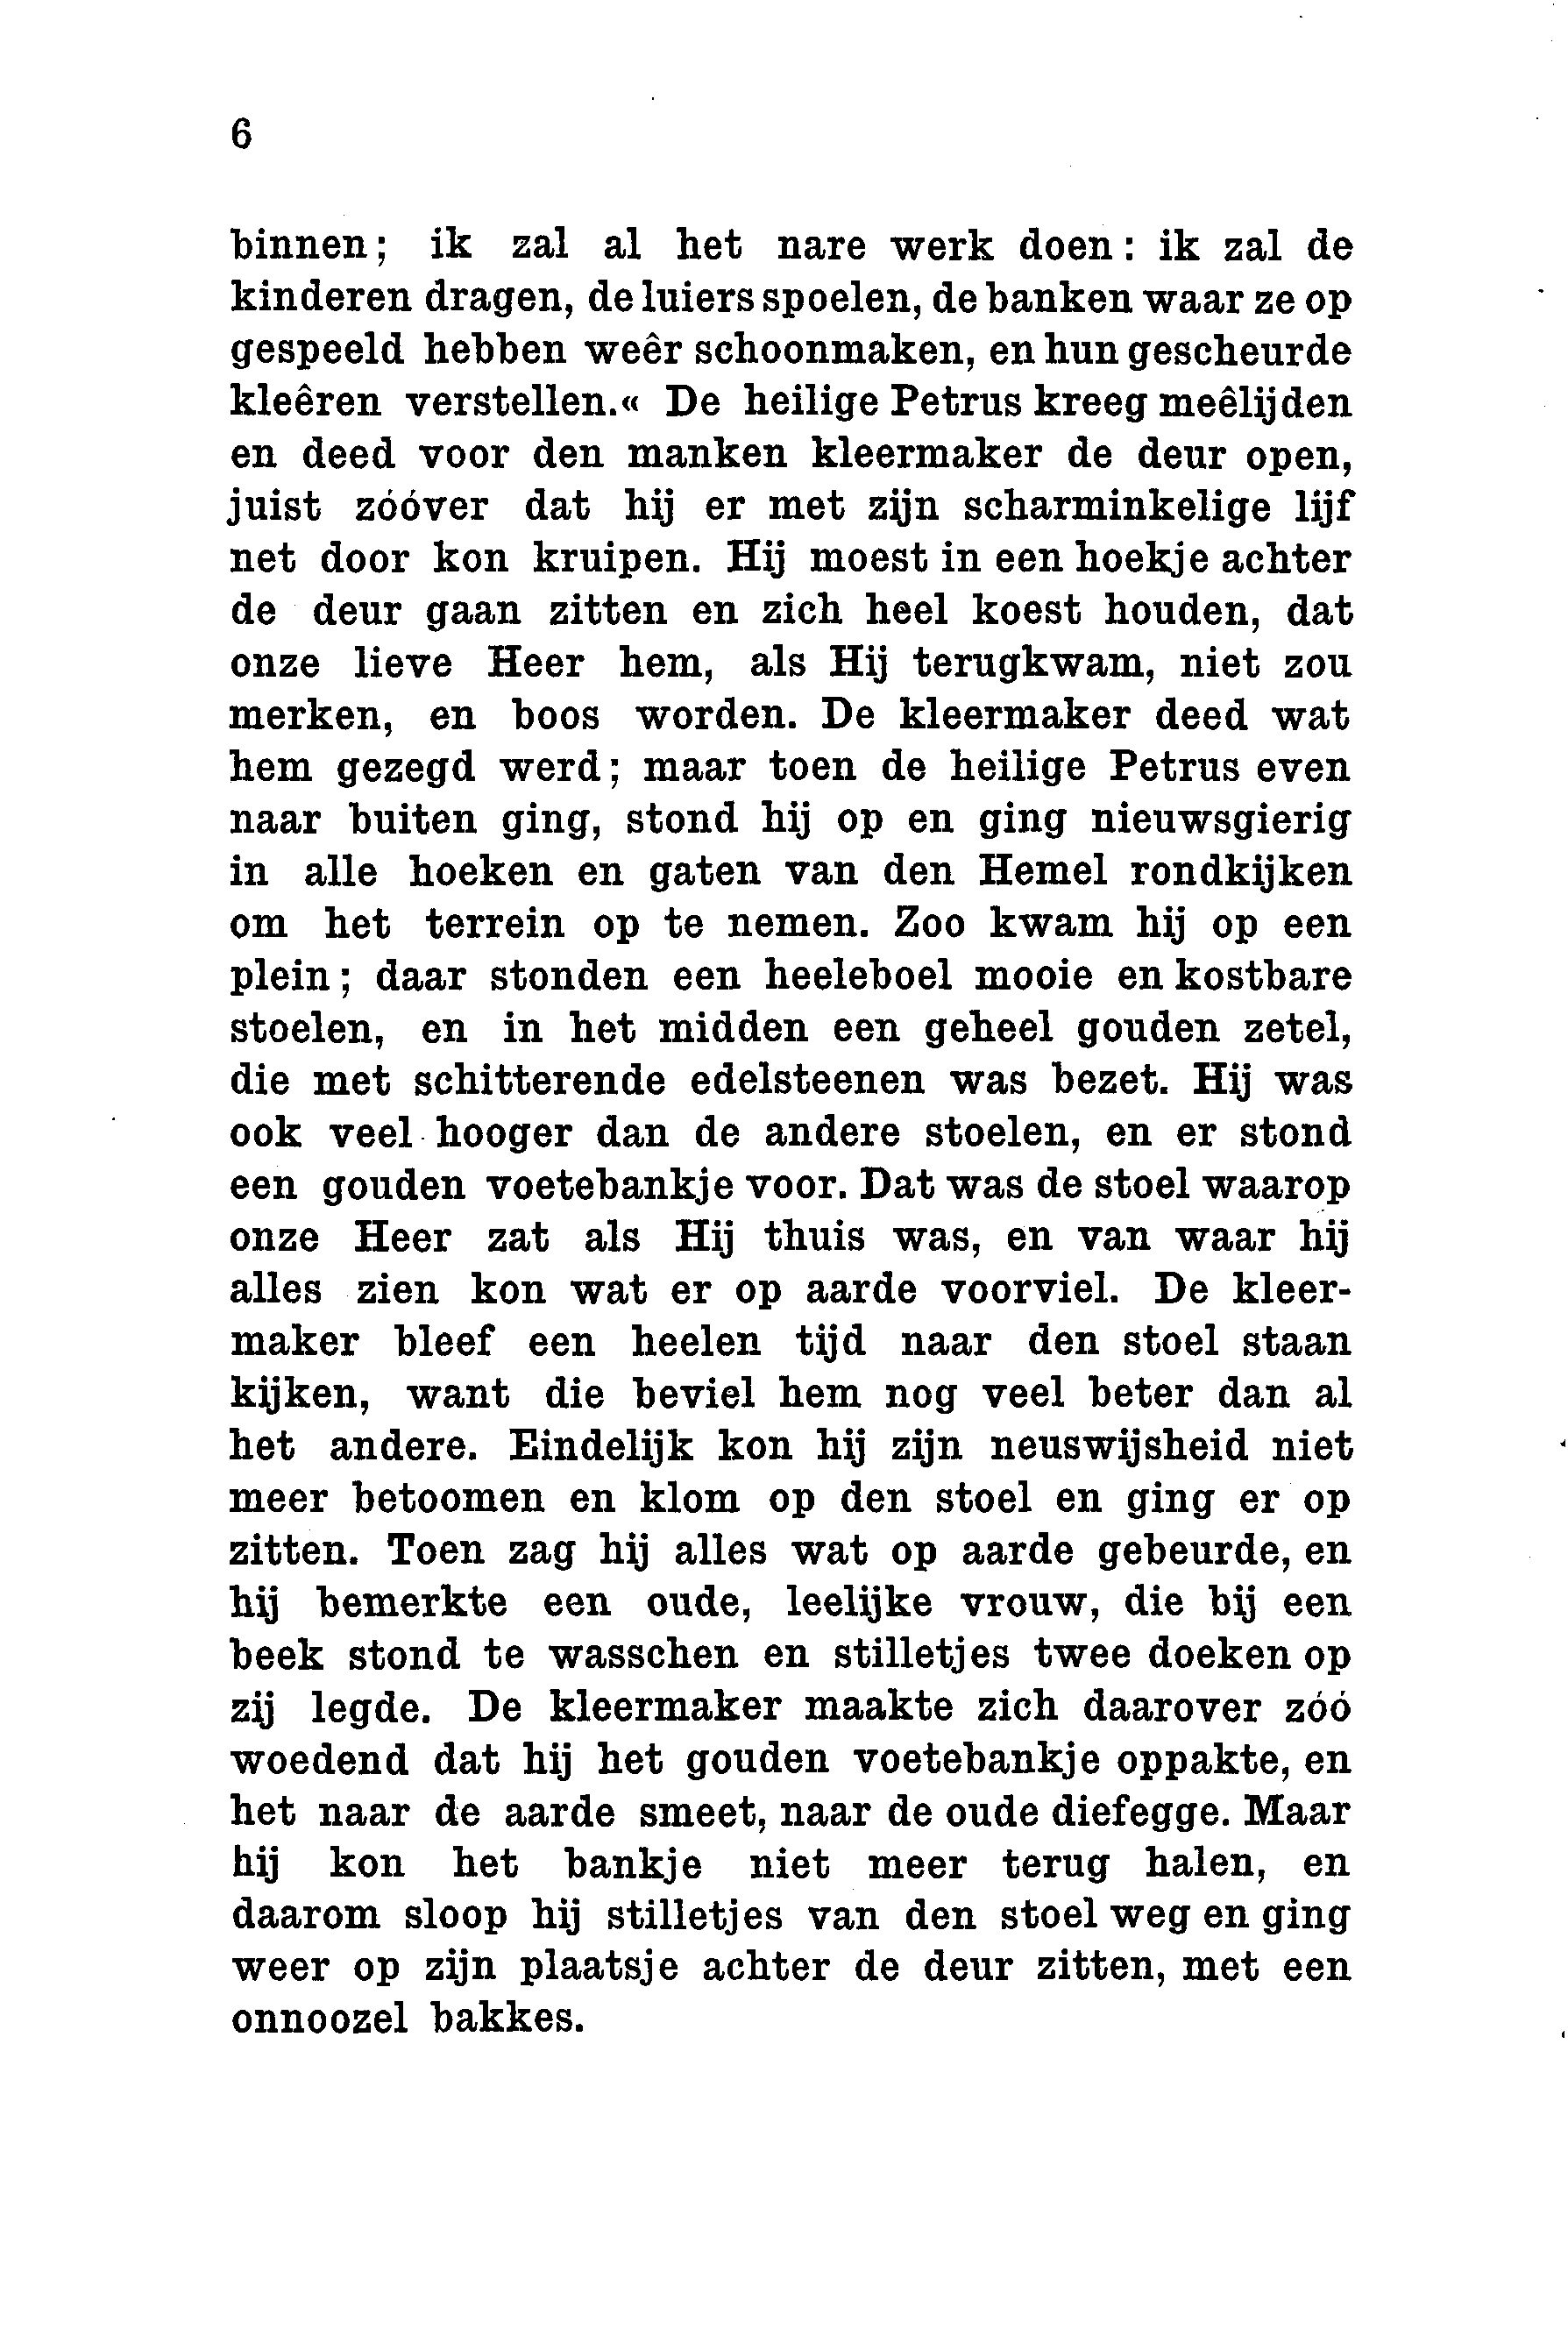 6
binnen; ik zal al het nare werk doen: ik zal de
kinderen dragen, de luiers spoelen, de banken waar ze op
gespeeld hebben weêr schoonmaken, en hun gescheurde
kleêren verstellen.« De heilige Petrus kreeg meêlijden
en deed voor den manken kleermaker de deur open,
juist zóóver dat hij er met zijn scharminkelige lijf
net door kon kruipen. Hij moest in een hoekje achter
de deur gaan zitten en zich heel koest houden, dat
onze lieve Heer hem, als Hij terugkwam, niet zou
merken, en boos worden. De kleermaker deed wat
hem gezegd werd; maar toen de heilige Petrus even
naar buiten ging, stond hij op en ging nieuwsgierig
in alle hoeken en gaten van den Hemel rondkijken
om het terrein op te nemen. Zoo kwam hij op een
plein; daar stonden een heeleboel mooie en kostbare
stoelen, en in het midden een geheel gouden zetel,
die met schitterende edelsteenen was bezet. Hij was
ook veel hooger dan de andere stoelen, en er stond
een gouden voetebankje voor. Dat was de stoel waarop
onze Heer zat als Hij thuis was, en van waar hij
alles zien kon wat er op aarde voorviel. De kleer-
maker bleef een heelen tijd naar den stoel staan
kijken, want die beviel hem nog veel beter dan al
het andere. Eindelijk kon hij zijn neuswijsheid niet
meer betoomen en klom op den stoel en ging er op
zitten. Toen zag hij alles wat op aarde gebeurde, en
hij bemerkte een oude, leelijke vrouw, die bij een
beek stond te wasschen en stilletjes twee doeken op
zij legde. De kleermaker maakte zich daarover zóó
woedend dat hij het gouden voetebankje oppakte, en
het naar de aarde smeet, naar de oude diefegge. Maar
hij kon het bankje niet meer terug halen, en
daarom sloop hij stilletjes van den stoel weg en ging
weer op zijn plaatsje achter de deur zitten, met een
onnoozel bakkes.